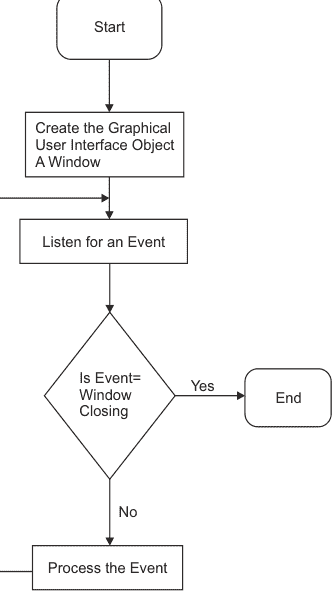 Start
Create the Graphical
User Interface Object
A Window
Listen for an Event
Is Event=
Window
Closing
Yes
End
No
Process the Event